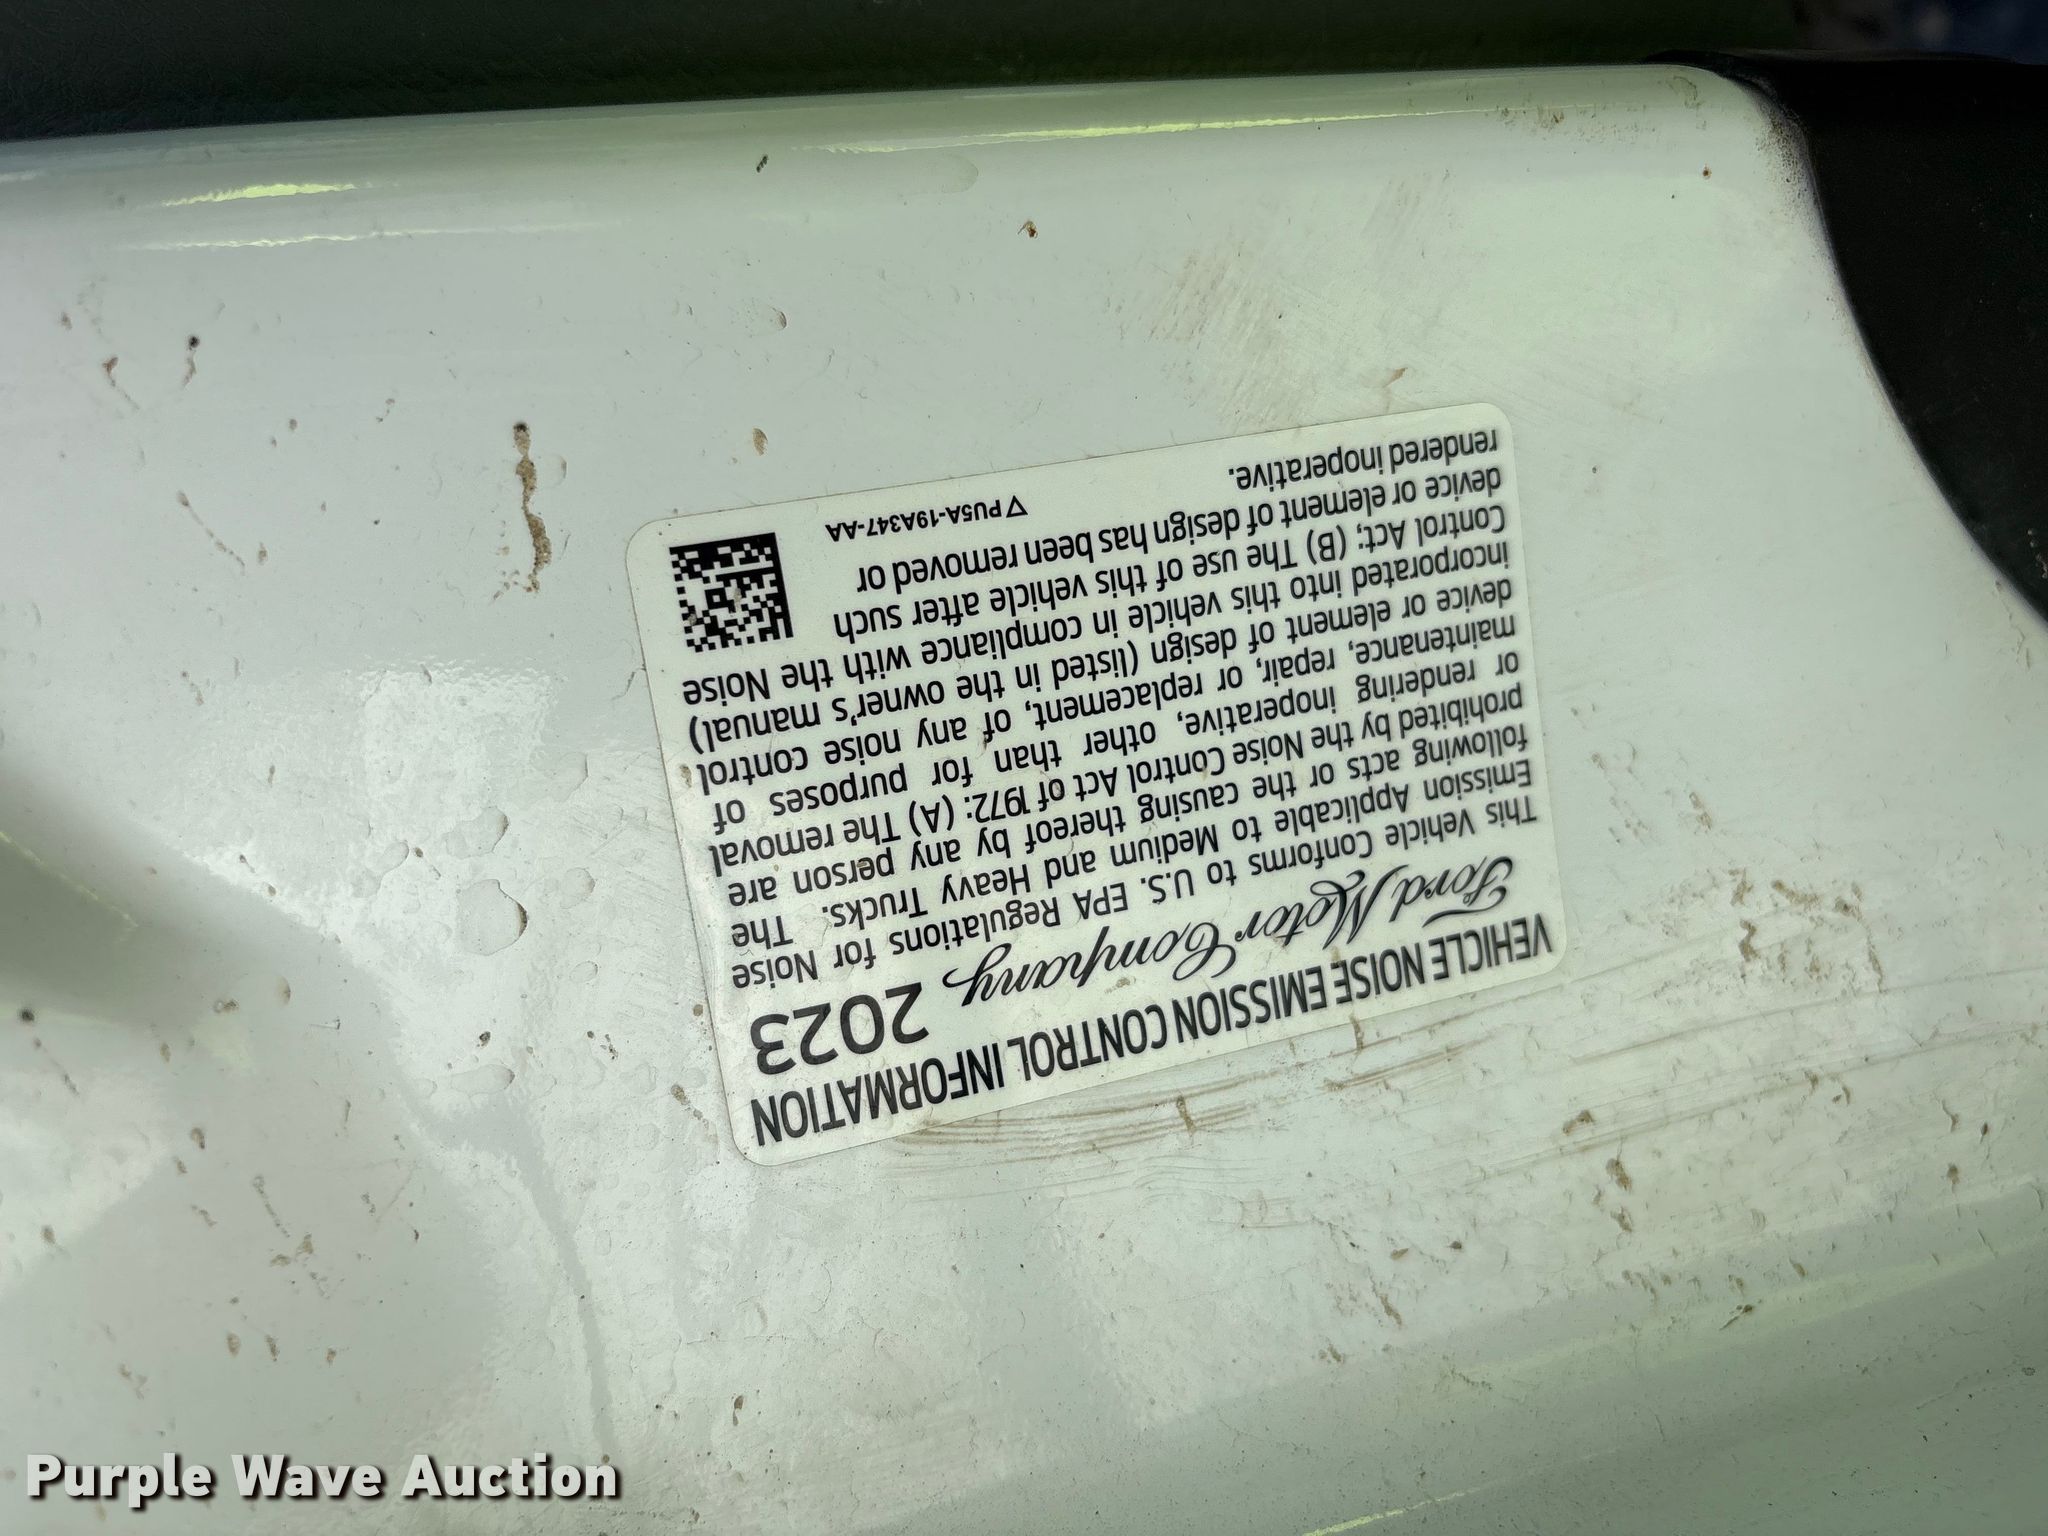 VEHICLE NOISE EMISSION CONTROL INFORMATION
Ford Motor Company 2023
This Vehicle Conforms to U.S. EPA Regulations for Noise
Emission Applicable to Medium and Heavy Trucks. The
following acts or the causing thereof by any person are
prohibited by the Noise Control Act of 1972: (A) The removal
or rendering inoperative, other than for purposes of
maintenance, repair, or replacement, of any noise control
device or element of design (listed in the owner's manual)
incorporated into this vehicle in compliance with the Noise
Control Act; (B) The use of this vehicle after such
device or element of design has been removed or
rendered inoperative.
▽ PU5A-19A347-AA
Purple Wave Auction